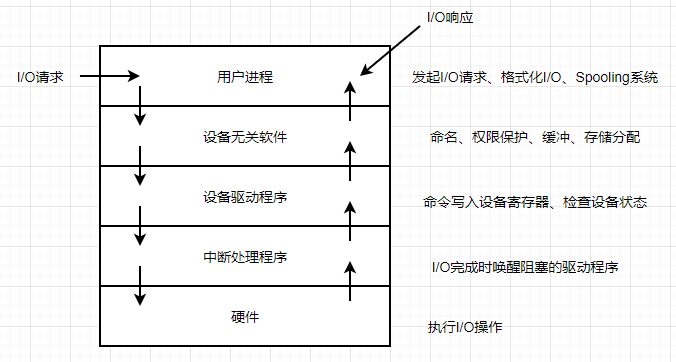 I/O响应
I/O请求
用户进程
发起I/O请求、格式化I/O、Spooling系统
设备无关软件
命名、权限保护、缓冲、存储分配
设备驱动程序
命令写入设备寄存器、检查设备状态
中断处理程序
I/O完成时唤醒阻塞的驱动程序
硬件
执行I/O操作